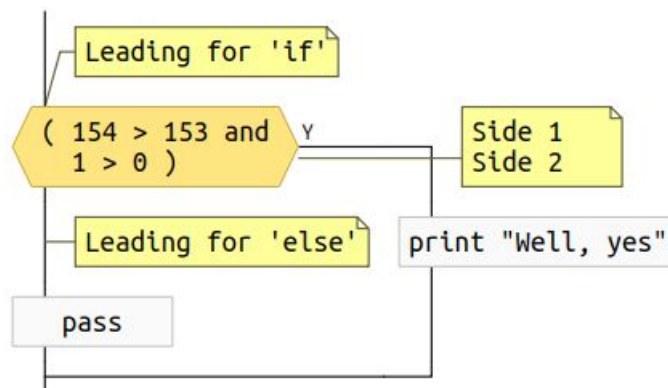 Leading for 'if'
( 154 > 153 and
1 > 0 )
Y
Side 1
Side 2
Leading for 'else'
print "Well, yes"
pass